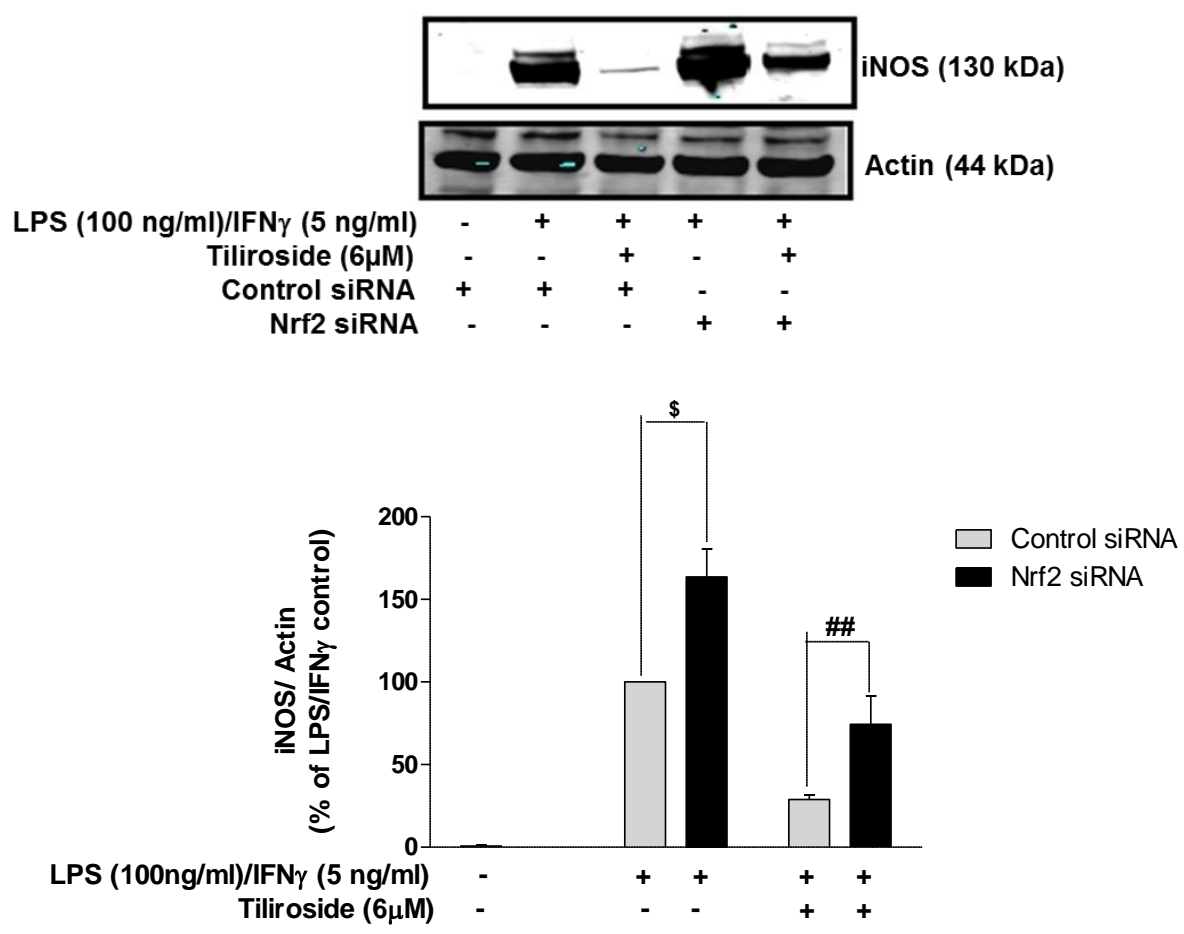 iNOS (130 kDa)
Actin (44 kDa)
LPS (100 ng/ml)/IFNγ (5 ng/ml) - + + + +
Tiliroside (6µM) - - + - +
Control siRNA + + + - -
Nrf2 siRNA - - - + +
$
200
150
100
50
0
##
Control siRNA
Nrf2 siRNA
iNOS/ Actin
(% of LPS/IFNγ control)
LPS (100ng/ml)/IFNγ (5 ng/ml) - + + + +
Tiliroside (6µM) - - - + +